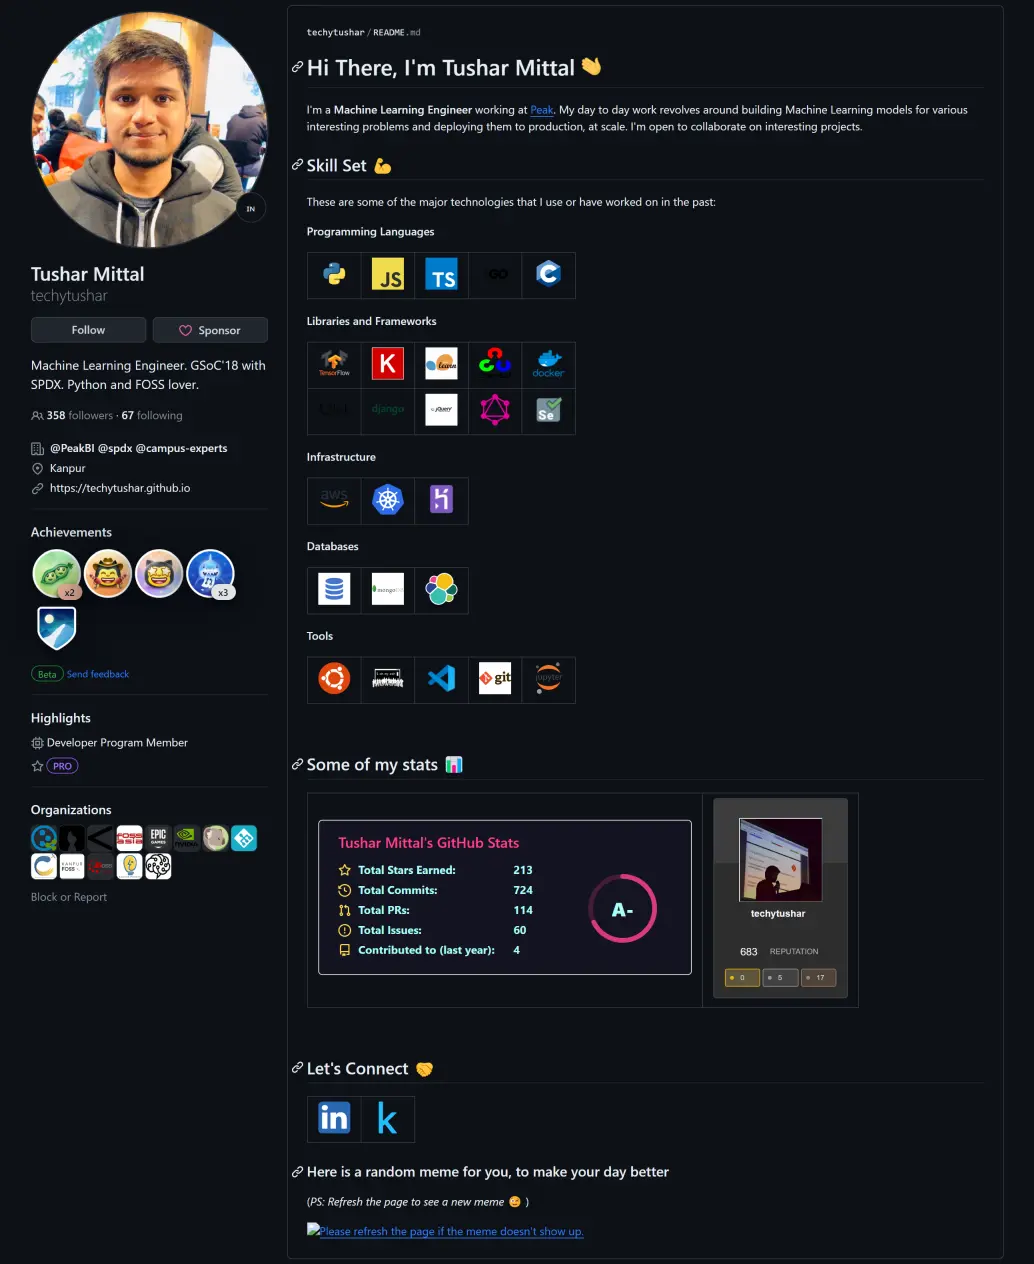 IN
Tushar Mittal
techytushar
Follow
Sponsor
Machine Learning Engineer. GSoC'18 with
SPDX. Python and FOSS lover.
358 followers · 67 following
@PeakBI @spdx @campus-experts
Kanpur
https://techytushar.github.io
Achievements
x2
x3
Beta Send feedback
Highlights
Developer Program Member
PRO
Organizations
FOSS
ASIA
EPIC
GAMES
NVIDIA
KANPUR
FOSS
Block or Report
techytushar/README.md
Hi There, I'm Tushar Mittal 👋
I'm a Machine Learning Engineer working at Peak. My day to day work revolves around building Machine Learning models for various
interesting problems and deploying them to production, at scale. I'm open to collaborate on interesting projects.
Skill Set 💪
These are some of the major technologies that I use or have worked on in the past:
Programming Languages
JS
TS
GO
C
Libraries and Frameworks
TensorFlow
K
learn
docker
django
jQuery
Se
Infrastructure
aws
Databases
mongoDB
Tools
git
jupyter
Some of my stats 📊
Tushar Mittal's GitHub Stats
Total Stars Earned: 213
Total Commits: 724
Total PRs: 114
Total Issues: 60
Contributed to (last year): 4
A-
techytushar
683 REPUTATION
0 5 17
Let's Connect 🤝
in
k
Here is a random meme for you, to make your day better
(PS: Refresh the page to see a new meme 😉 )
Please refresh the page if the meme doesn't show up.